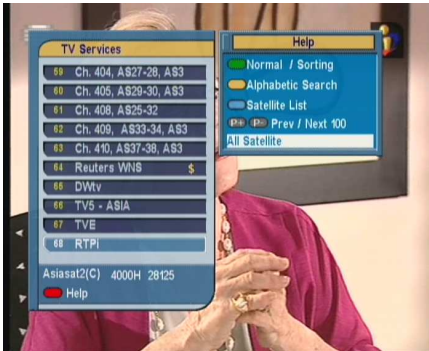 TV Services
59 Ch. 404, AS27-28, AS3
60 Ch. 405, AS29-30, AS3
61 Ch. 408, AS25-32
62 Ch. 409, AS33-34, AS3
63 Ch. 410, AS37-38, AS3
64 Reuters WNS $
65 DWtv
66 TV5 - ASIA
67 TVE
68 RTPi
Asiasat2(C) 4000H 28125
Help
Help
Normal / Sorting
Alphabetic Search
Satellite List
P+ P- Prev / Next 100
All Satellite